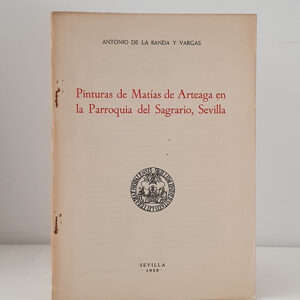 ANTONIO DE LA BANDA Y VARGAS
Pinturas de Matías de Arteaga en
la Parroquia del Sagrario, Sevilla
SEVILLA
1959